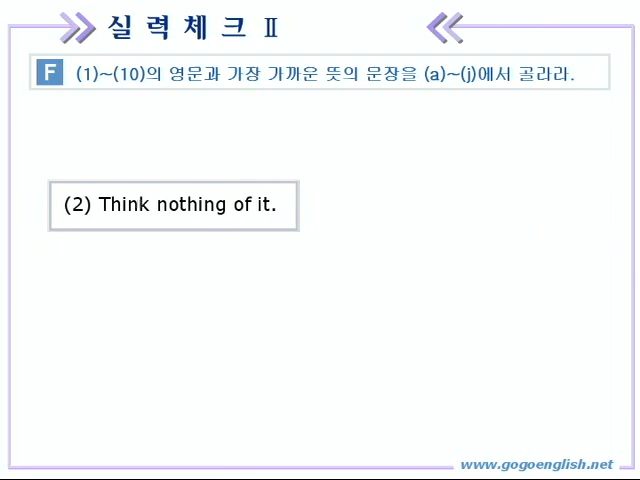 실력체크 Ⅱ
F (1)~(10)의 영문과 가장 가까운 뜻의 문장을 (a)~(j)에서 골라라.
(2) Think nothing of it.
www.gogoenglish.net